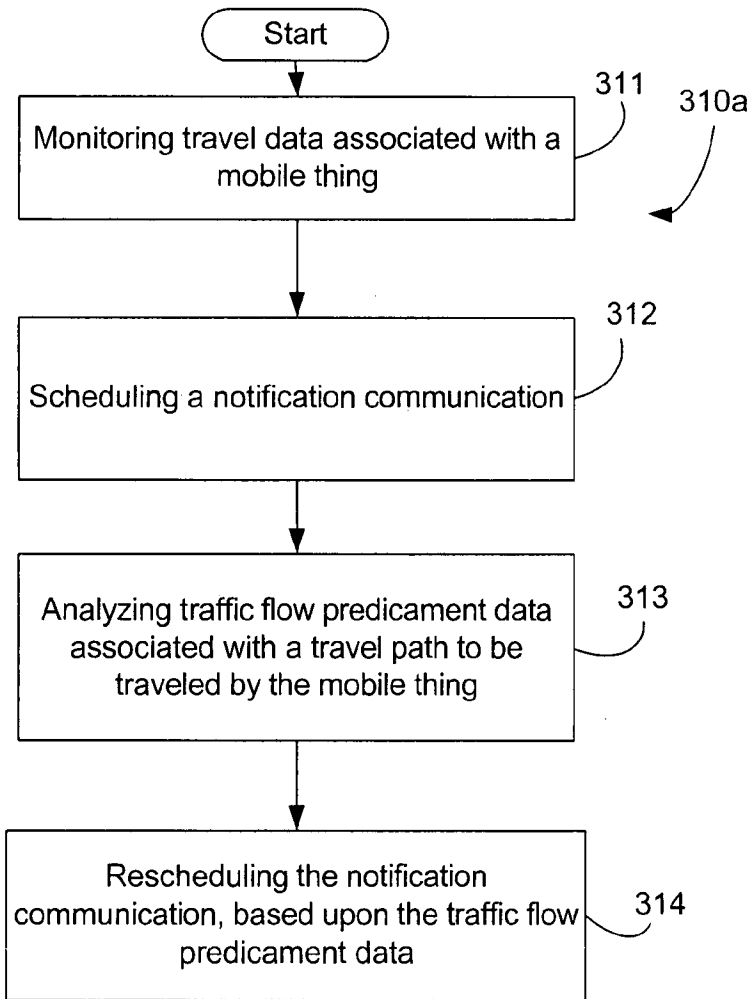 Start
311
310a
Monitoring travel data associated with a
mobile thing
312
Scheduling a notification communication
313
Analyzing traffic flow predicament data
associated with a travel path to be
traveled by the mobile thing
Rescheduling the notification
communication, based upon the traffic flow
predicament data
314